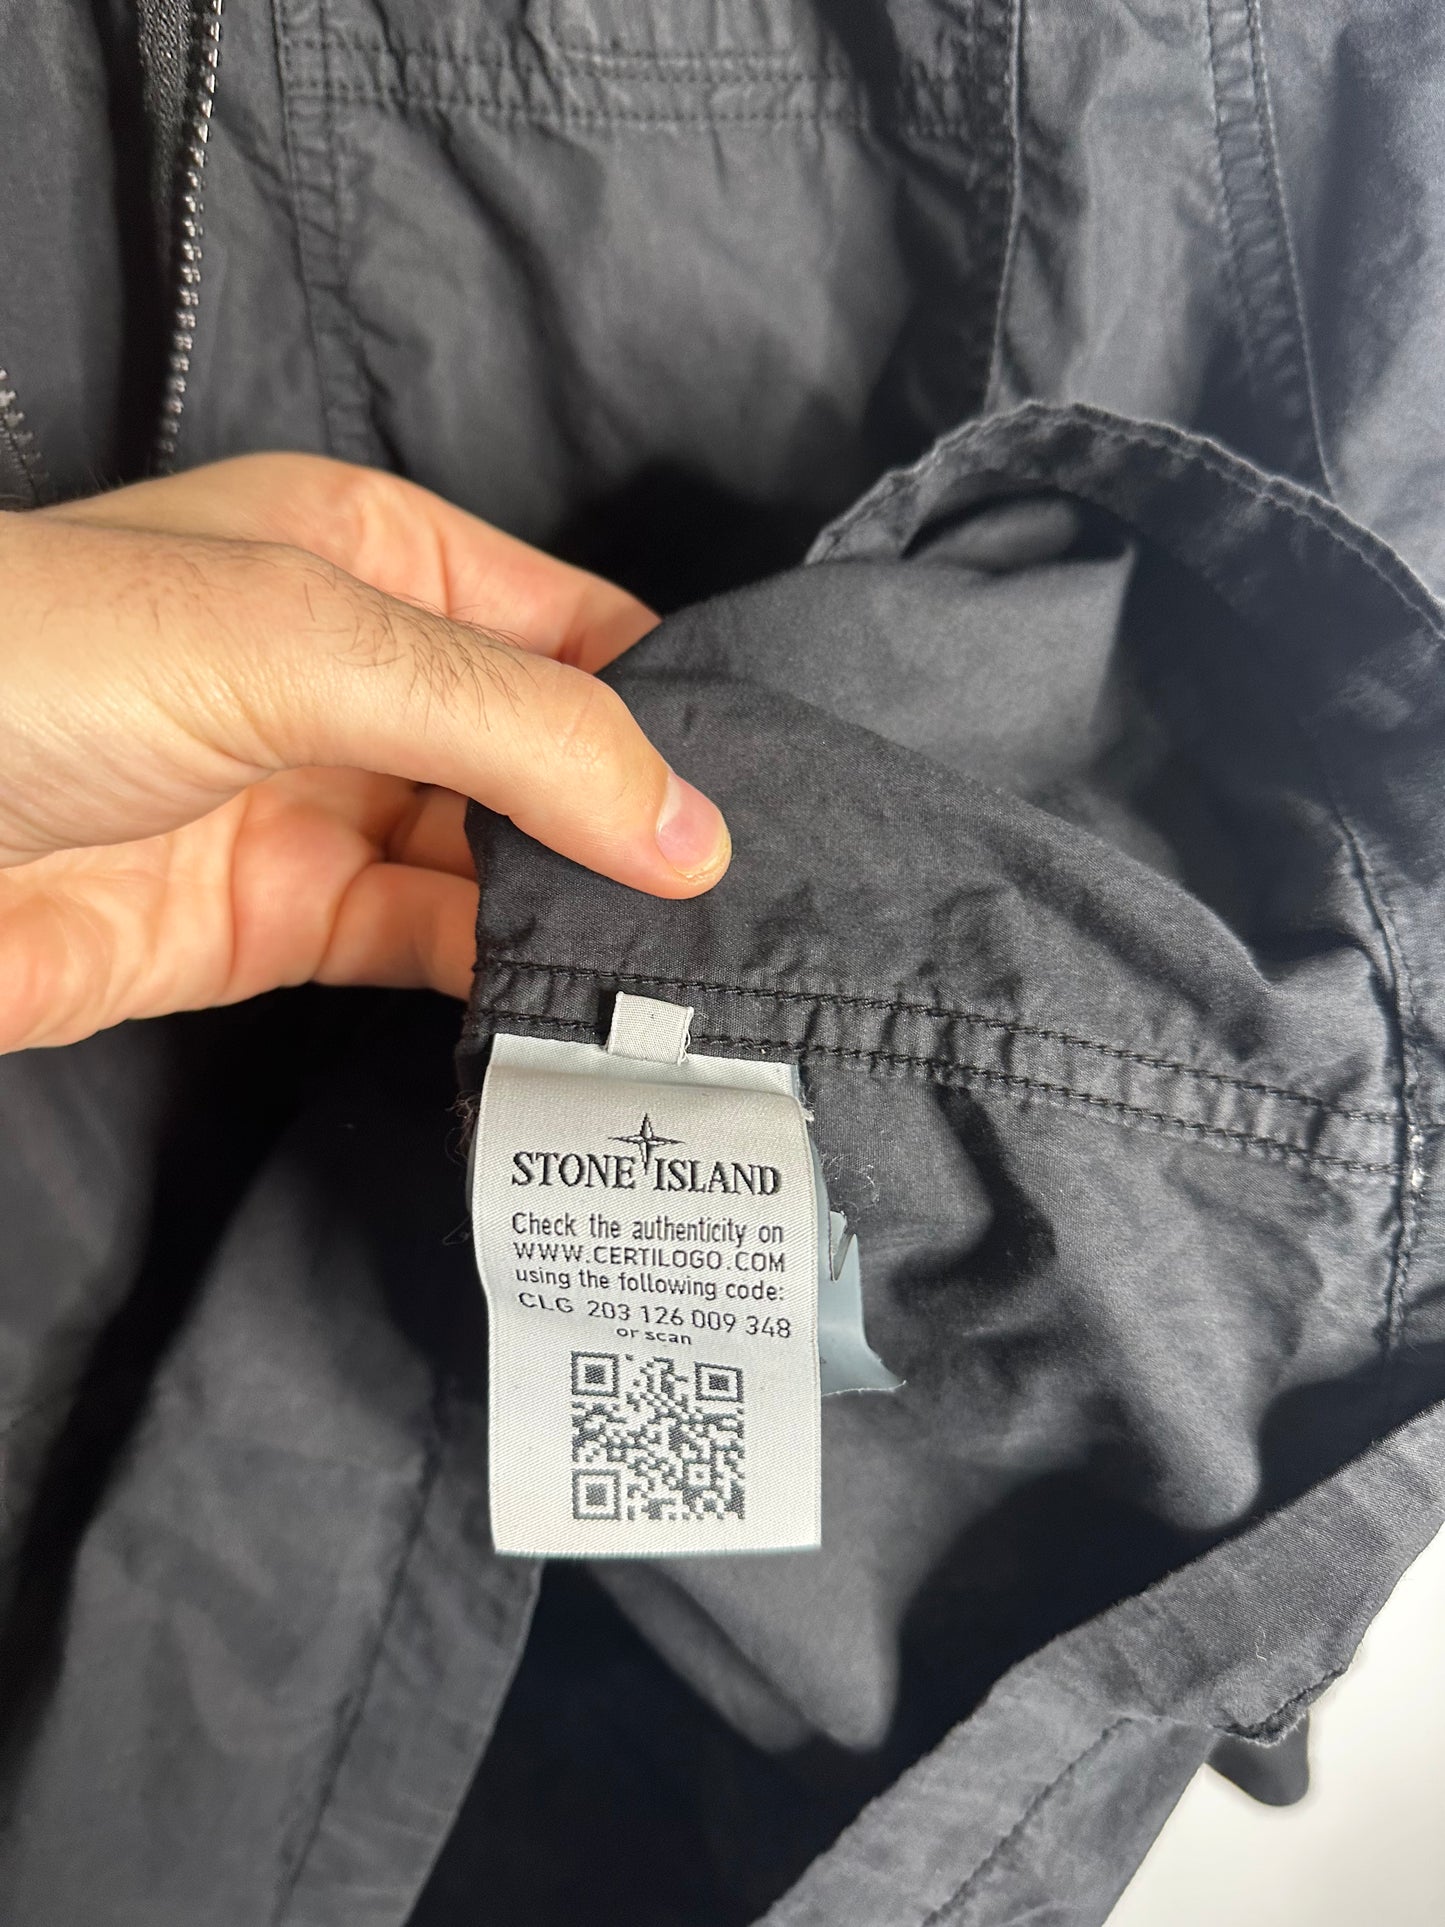 STONE ISLAND
Check the authenticity on
WWW.CERTILOGO.COM
using the following code:
CLG 203 126 009 348
or scan